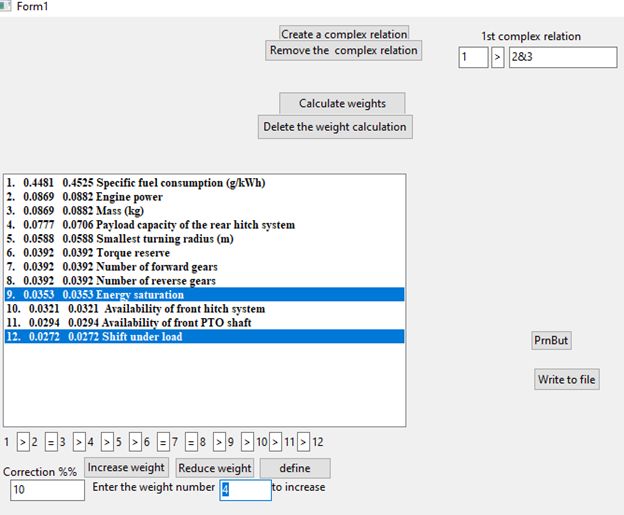 Form1
Create a complex relation
Remove the complex relation
1st complex relation
1 > 2&3
Calculate weights
Delete the weight calculation
1. 0.4481 0.4525 Specific fuel consumption (g/kWh)
2. 0.0869 0.0882 Engine power
3. 0.0869 0.0882 Mass (kg)
4. 0.0777 0.0706 Payload capacity of the rear hitch system
5. 0.0588 0.0588 Smallest turning radius (m)
6. 0.0392 0.0392 Torque reserve
7. 0.0392 0.0392 Number of forward gears
8. 0.0392 0.0392 Number of reverse gears
9. 0.0353 0.0353 Energy saturation
10. 0.0321 0.0321 Availability of front hitch system
11. 0.0294 0.0294 Availability of front PTO shaft
12. 0.0272 0.0272 Shift under load
PrnBut
Write to file
1 > 2 = 3 > 4 > 5 > 6 = 7 = 8 > 9 > 10 > 11 > 12
Correction %% Increase weight Reduce weight define
10 Enter the weight number 4 to increase